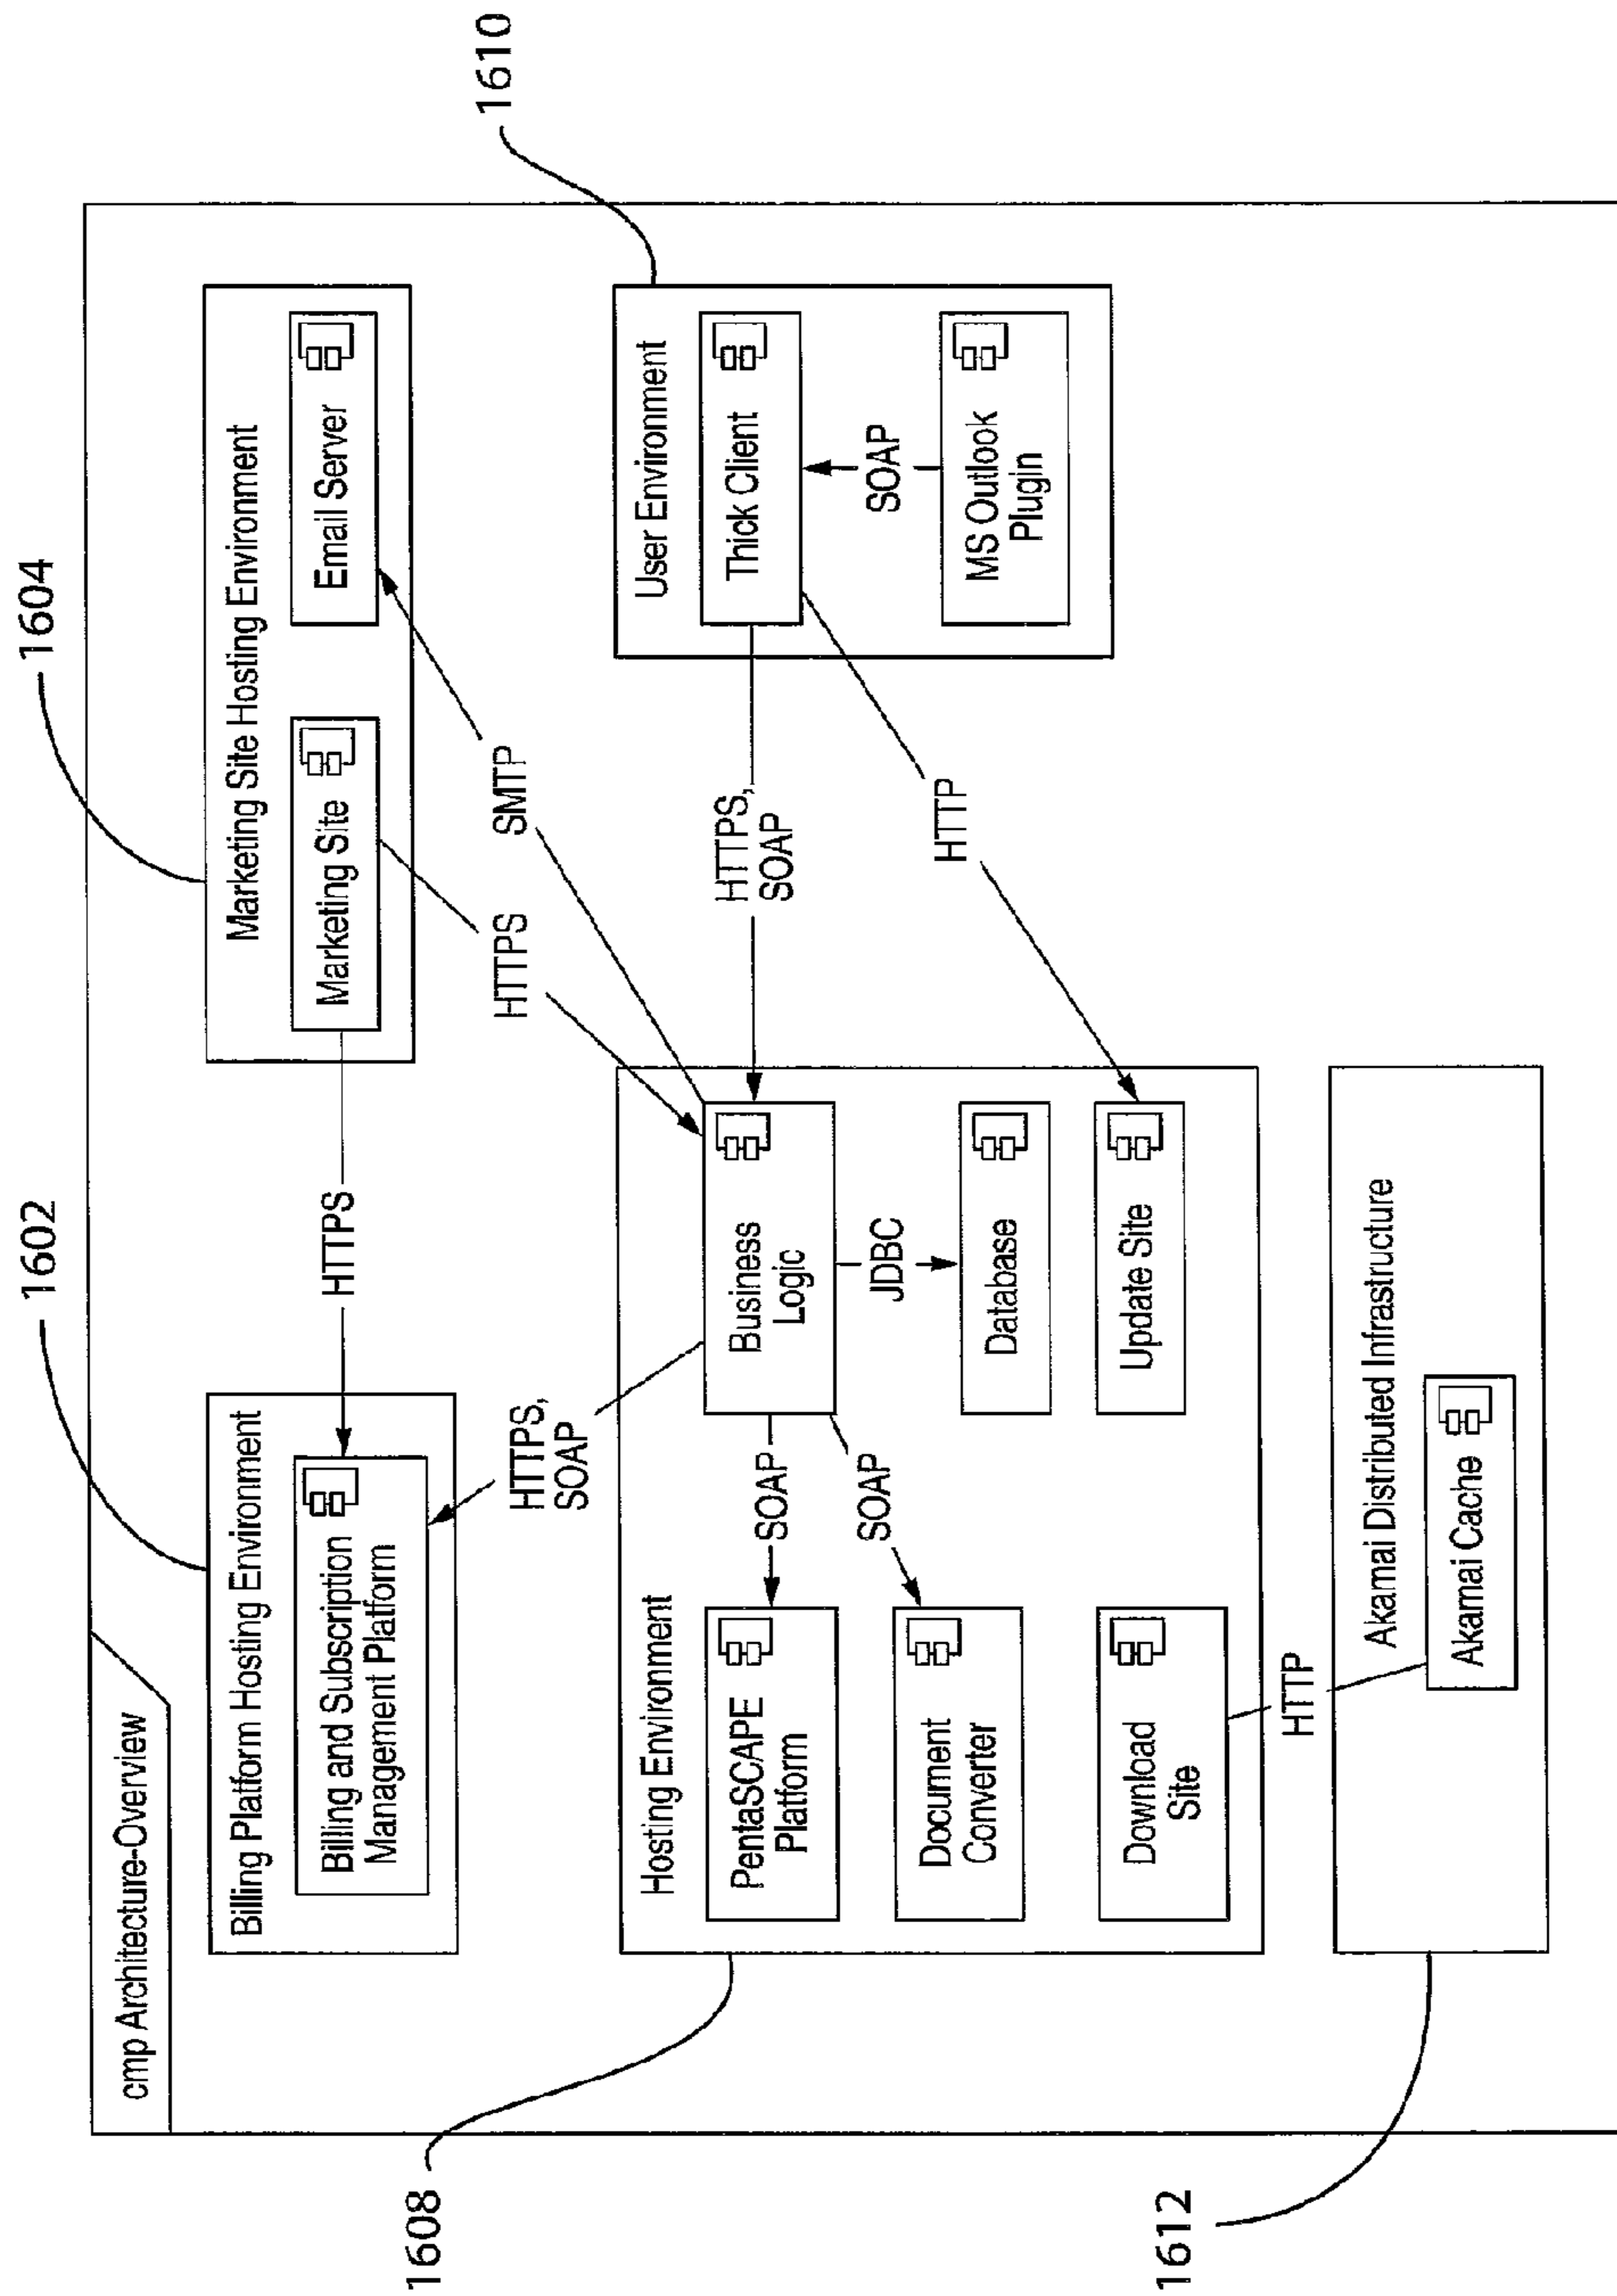 1602
1604
cmp Architecture-Overview
Billing Platform Hosting Environment
Billing and Subscription
Management Platform
HTTPS
Marketing Site Hosting Environment
Marketing Site
Email Server
HTTPS,
SOAP
HTTPS
SMTP
1608
1610
Hosting Environment
PentaSCAPE
Platform
SOAP
Business
Logic
HTTPS,
SOAP
User Environment
Thick Client
Document
Converter
SOAP
JDBC
Database
HTTP
SOAP
MS Outlook
Plugin
Download
Site
Update Site
HTTP
1612
Akamai Distributed Infrastructure
Akamai Cache